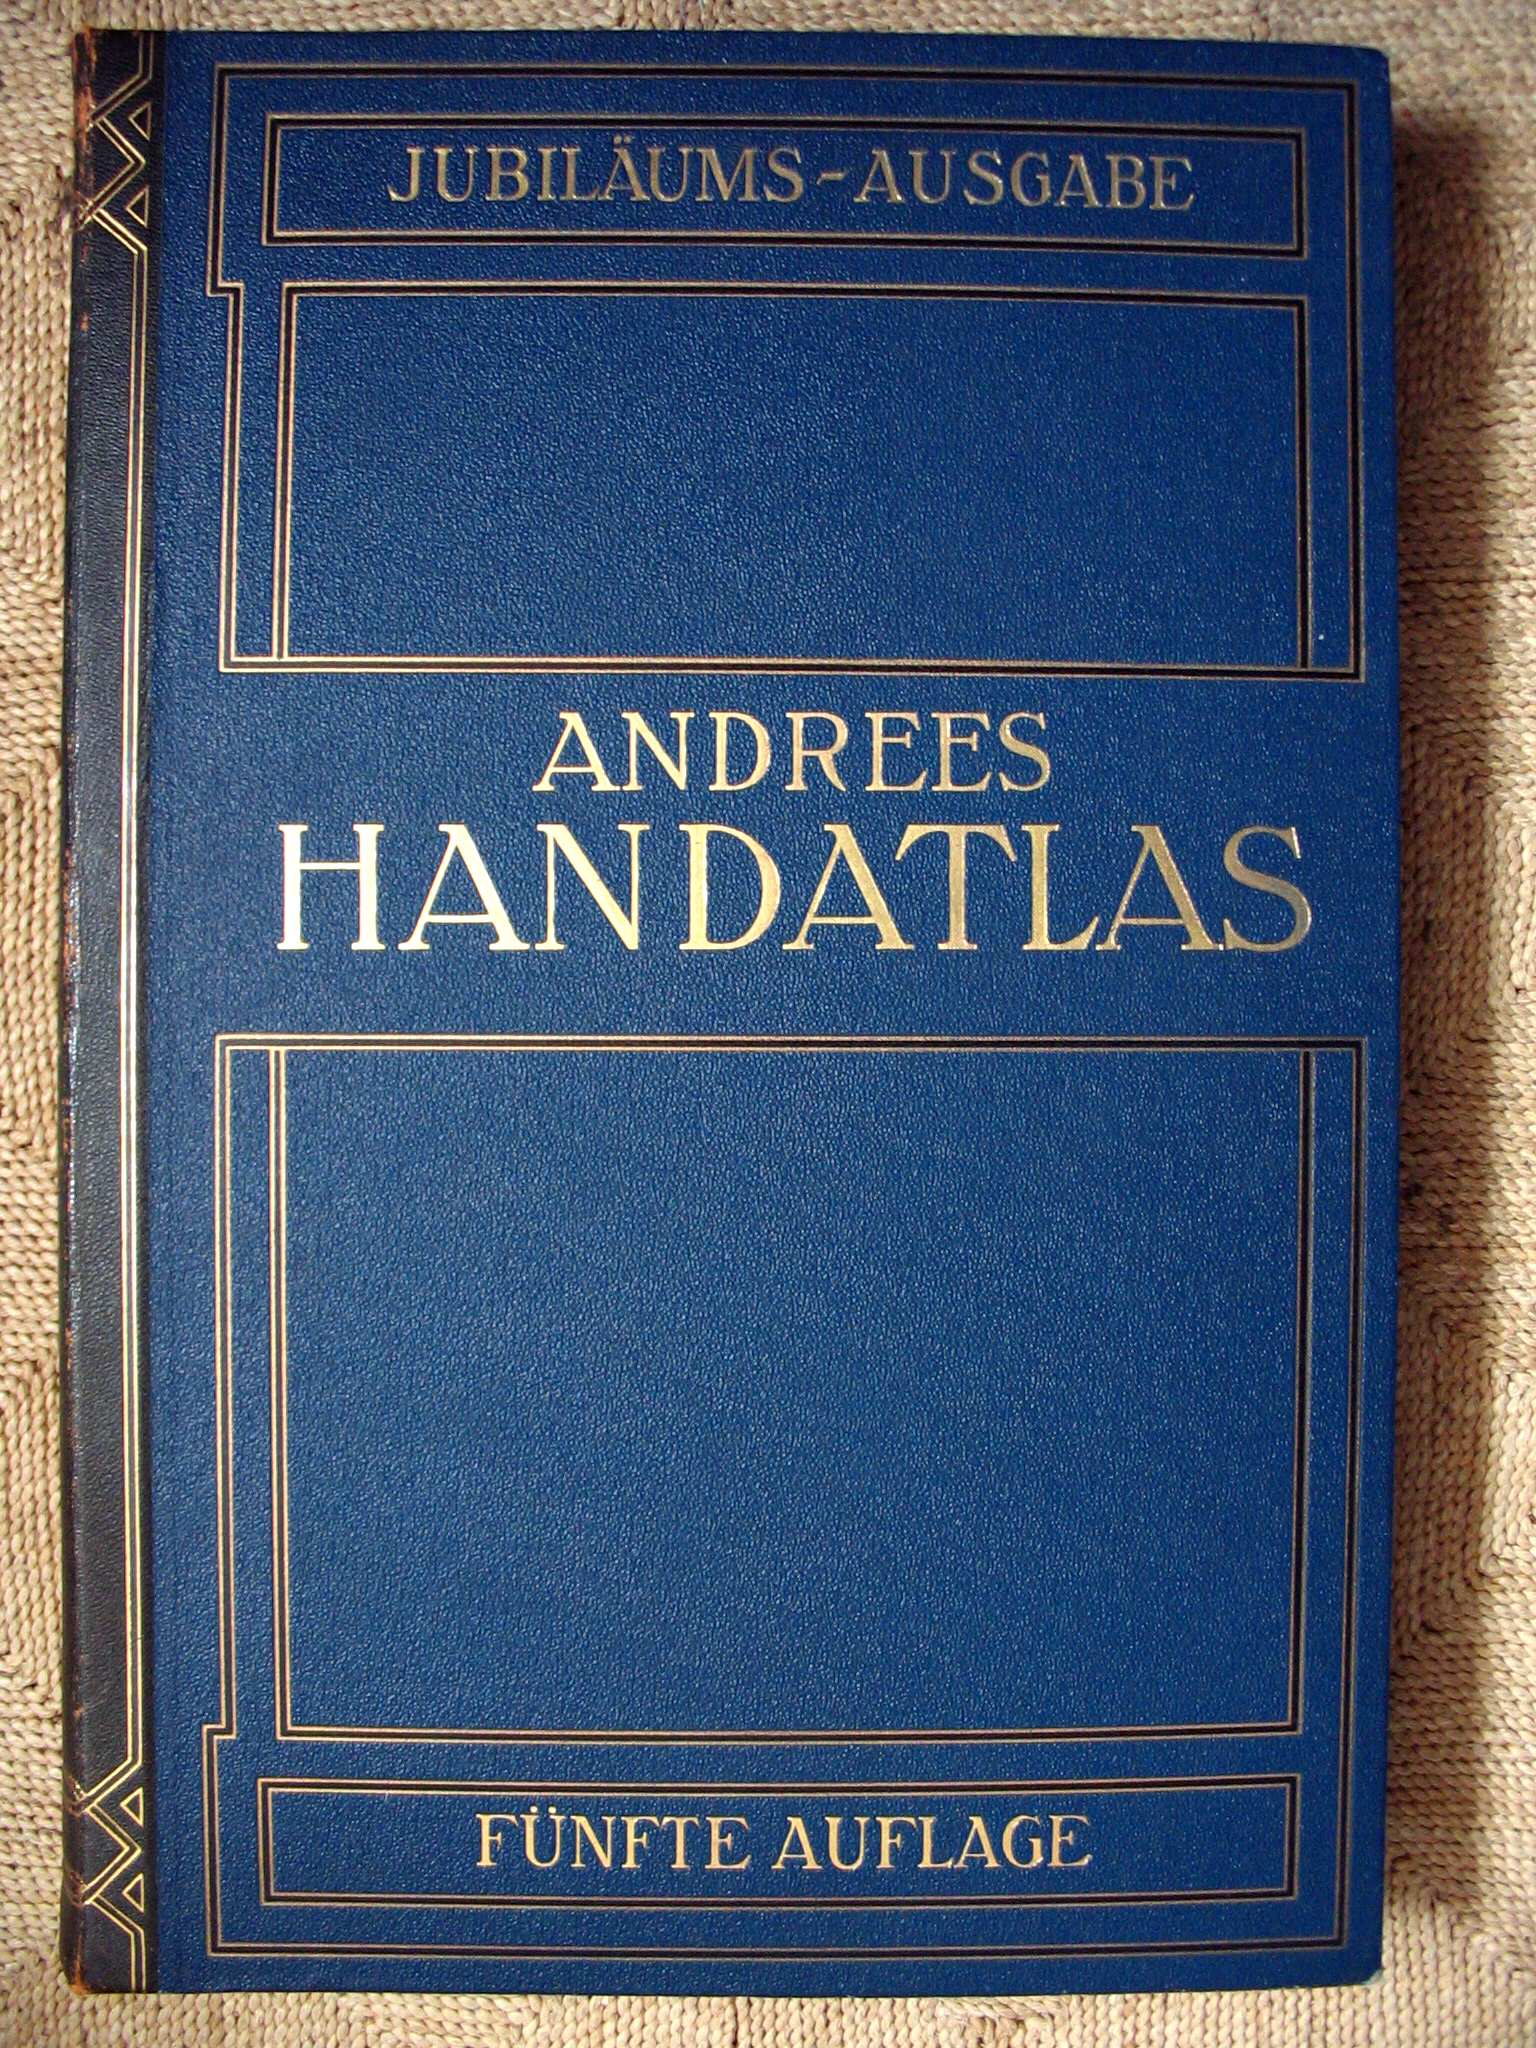 JUBILÄUMS-AUSGABE
ANDREES
HANDATLAS
FÜNFTE AUFLAGE